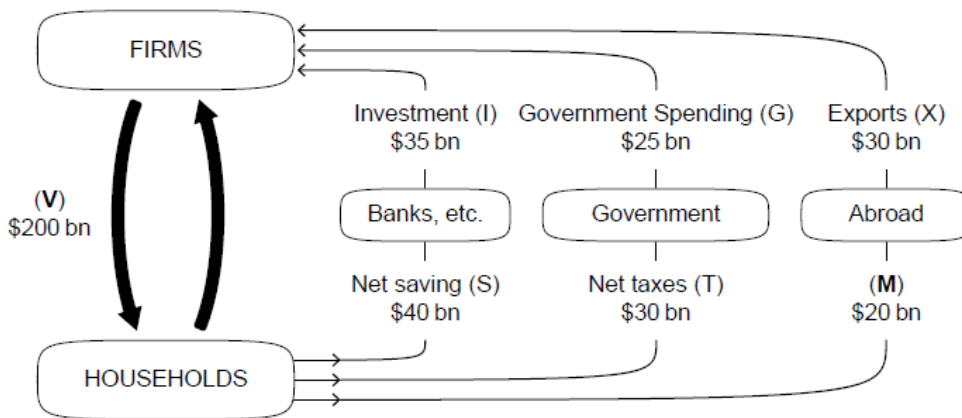 FIRMS
Investment (I)
$35 bn
Government Spending (G)
$25 bn
Exports (X)
$30 bn
(V)
$200 bn
Banks, etc.
Government
Abroad
Net saving (S)
$40 bn
Net taxes (T)
$30 bn
(M)
$20 bn
HOUSEHOLDS